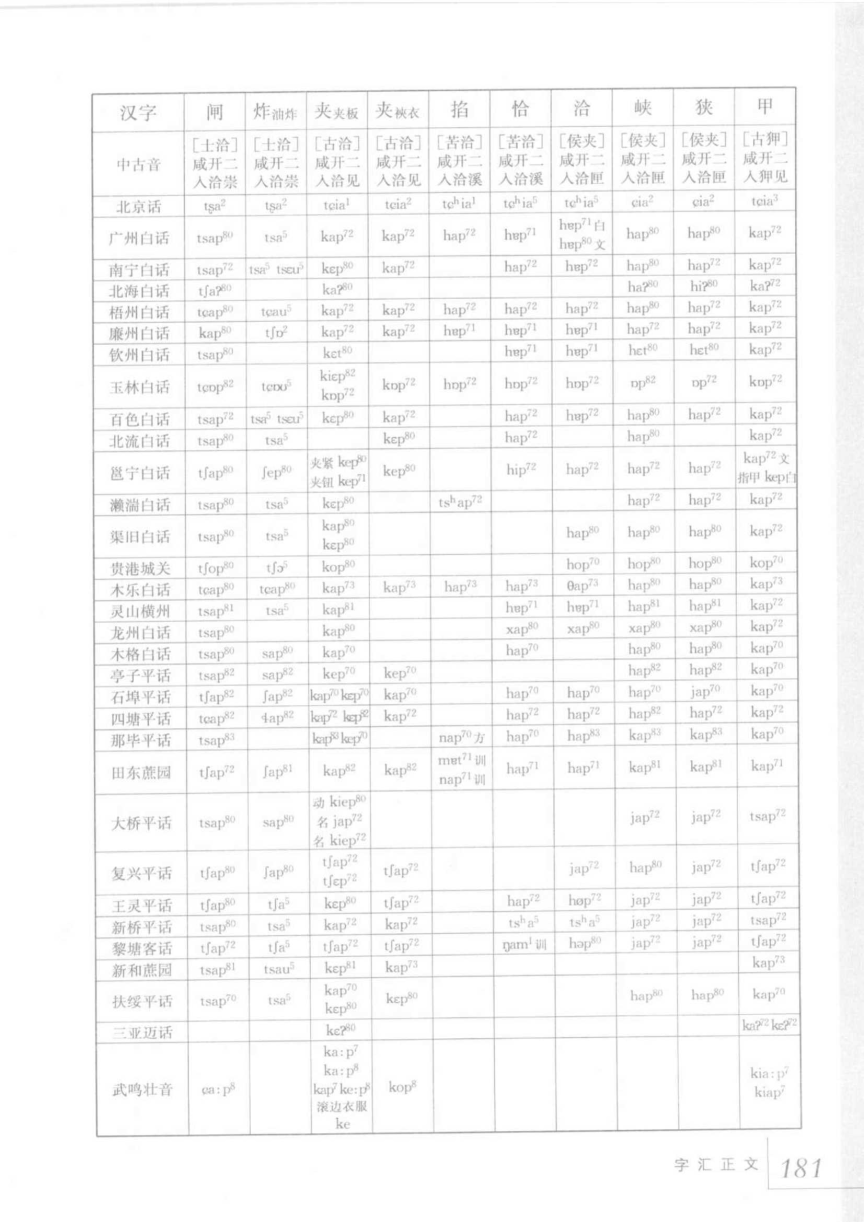 汉字 闸 炸油炸 夹夹板 夹裌衣 掐 恰 洽 峡 狭 甲
中古音 [士洽]咸开二入洽崇 [士洽]咸开二入洽崇 [古洽]咸开二入洽见 [古洽]咸开二入洽见 [苦洽]咸开二入洽溪 [苦洽]咸开二入洽溪 [侯夹]咸开二入洽匣 [侯夹]咸开二入洽匣 [侯夹]咸开二入洽匣 [古狎]咸开二入狎见
北京话 tʂa² tʂa² tɕia¹ tɕia² tɕʰia¹ tɕʰia⁵ tɕʰia⁵ ɕia² ɕia² tɕia³
广州白话 tsap⁸⁰ tsa⁵ kap⁷² kap⁷² hap⁷² hɐp⁷¹ hɐp⁷¹白 hɐp⁸⁰文 hap⁸⁰ hap⁸⁰ kap⁷²
南宁白话 tsap⁷² tsa⁵ tsɛu⁵ kɛp⁸⁰ kap⁷² hap⁷² hɐp⁷² hap⁸⁰ hap⁷² kap⁷²
北海白话 tʃaʔ⁸⁰ kaʔ⁸⁰ haʔ⁸⁰ hiʔ⁸⁰ kaʔ⁷²
梧州白话 tɕap⁸⁰ tɕau⁵ kap⁷² kap⁷² hap⁷² hap⁷² hap⁷² hap⁸⁰ hap⁷² kap⁷²
廉州白话 kap⁸⁰ tʃɒ² kap⁷² kap⁷² hɐp⁷¹ hɐp⁷¹ hɐp⁷¹ hap⁷² hap⁷² kap⁷²
钦州白话 tsap⁸⁰ kɛt⁸⁰ hɐp⁷¹ hɐp⁷¹ hɛt⁸⁰ hɛt⁸⁰ kap⁷²
玉林白话 tɕɒp⁸² tɕɒʊ⁵ kiɛp⁸² kɒp⁷² kɒp⁷² hɒp⁷² hɒp⁷² hɒp⁷² ɒp⁸² ɒp⁷² kɒp⁷²
百色白话 tsap⁷² tsa⁵ tsɛu⁵ kɛp⁸⁰ kap⁷² hap⁷² hɐp⁷² hap⁸⁰ hap⁷² kap⁷²
北流白话 tsap⁸⁰ tsa⁵ kɛp⁸⁰ hap⁷² hap⁸⁰ kap⁷²
邕宁白话 tʃap⁸⁰ ʃep⁸⁰ 夹紧 kep⁸⁰ 夹钮 kep⁷¹ kep⁸⁰ hip⁷² hap⁷² hap⁷² hap⁷² kap⁷²文 指甲 kep白
濑湍白话 tsap⁸⁰ tsa⁵ kɛp⁸⁰ tsʰap⁷² hap⁷² hap⁷² kap⁷²
渠旧白话 tsap⁸⁰ tsa⁵ kap⁸⁰ kɛp⁸⁰ hap⁸⁰ hap⁸⁰ hap⁸⁰ kap⁷²
贵港城关 tʃop⁸⁰ tʃɔ⁵ kop⁸⁰ hop⁷⁰ hop⁸⁰ hop⁸⁰ kop⁷⁰
木乐白话 tɕap⁸⁰ tɕap⁸⁰ kap⁷³ kap⁷³ hap⁷³ hap⁷³ θap⁷³ hap⁸⁰ hap⁸⁰ kap⁷³
灵山横州 tsap⁸¹ tsa⁵ kap⁸¹ hɐp⁷¹ hɐp⁷¹ hap⁸¹ hap⁸¹ kap⁷²
龙州白话 tsap⁸⁰ kap⁸⁰ xap⁸⁰ xap⁸⁰ xap⁸⁰ xap⁸⁰ kap⁷²
木格白话 tsap⁸⁰ sap⁸⁰ kap⁷⁰ hap⁷⁰ hap⁸⁰ hap⁸⁰ kap⁷⁰
亭子平话 tsap⁸² sap⁸² kep⁷⁰ kep⁷⁰ hap⁸² hap⁸² kap⁷⁰
石埠平话 tʃap⁸² ʃap⁸² kap⁷⁰ kɛp⁷⁰ kap⁷⁰ hap⁷⁰ hap⁷⁰ hap⁷⁰ jap⁷⁰ kap⁷⁰
四塘平话 tɕap⁸² ɬap⁸² kap⁷² kɛp⁸² kap⁷² hap⁷² hap⁷² hap⁸² hap⁷² kap⁷²
那毕平话 tsap⁸³ kap⁸³ kep⁷⁰ nap⁷⁰方 hap⁷⁰ hap⁸³ kap⁸³ kap⁸³ kap⁷⁰
田东蔗园 tʃap⁷² ʃap⁸¹ kap⁸² kap⁸² mɐt⁷¹训 nap⁷¹训 hap⁷¹ hap⁷¹ kap⁸¹ kap⁸¹ kap⁷¹
大桥平话 tsap⁸⁰ sap⁸⁰ 动 kiep⁸⁰ 名 jap⁷² 名 kiep⁷² jap⁷² jap⁷² tsap⁷²
复兴平话 tʃap⁸⁰ ʃap⁸⁰ tʃap⁷² tʃɛp⁷² tʃap⁷² jap⁷² hap⁸⁰ jap⁷² tʃap⁷²
王灵平话 tʃap⁸⁰ tʃa⁵ kɛp⁸⁰ tʃap⁷² hap⁷² høp⁷² jap⁷² jap⁷² tʃap⁷²
新桥平话 tsap⁸⁰ tsa⁵ kap⁷² kap⁷² tsʰa⁵ tsʰa⁵ jap⁷² jap⁷² tsap⁷²
黎塘客话 tʃap⁷² tʃa⁵ tʃap⁷² tʃap⁷² ŋam¹训 həp⁸⁰ jap⁷² jap⁷² tʃap⁷²
新和蔗园 tsap⁸¹ tsau⁵ kɛp⁸¹ kap⁷³ kap⁷³
扶绥平话 tsap⁷⁰ tsa⁵ kap⁷⁰ kɛp⁸⁰ kɛp⁸⁰ hap⁸⁰ hap⁸⁰ kap⁷⁰
三亚迈话 kɛʔ⁸⁰ kaʔ⁷² kɛʔ⁷²
武鸣壮音 ɕa:p⁸ ka:p⁷ ka:p⁸ kap⁷ ke:p⁸ 滚边衣服 ke kop⁸ kia:p⁷ kiap⁷
字汇正文 181